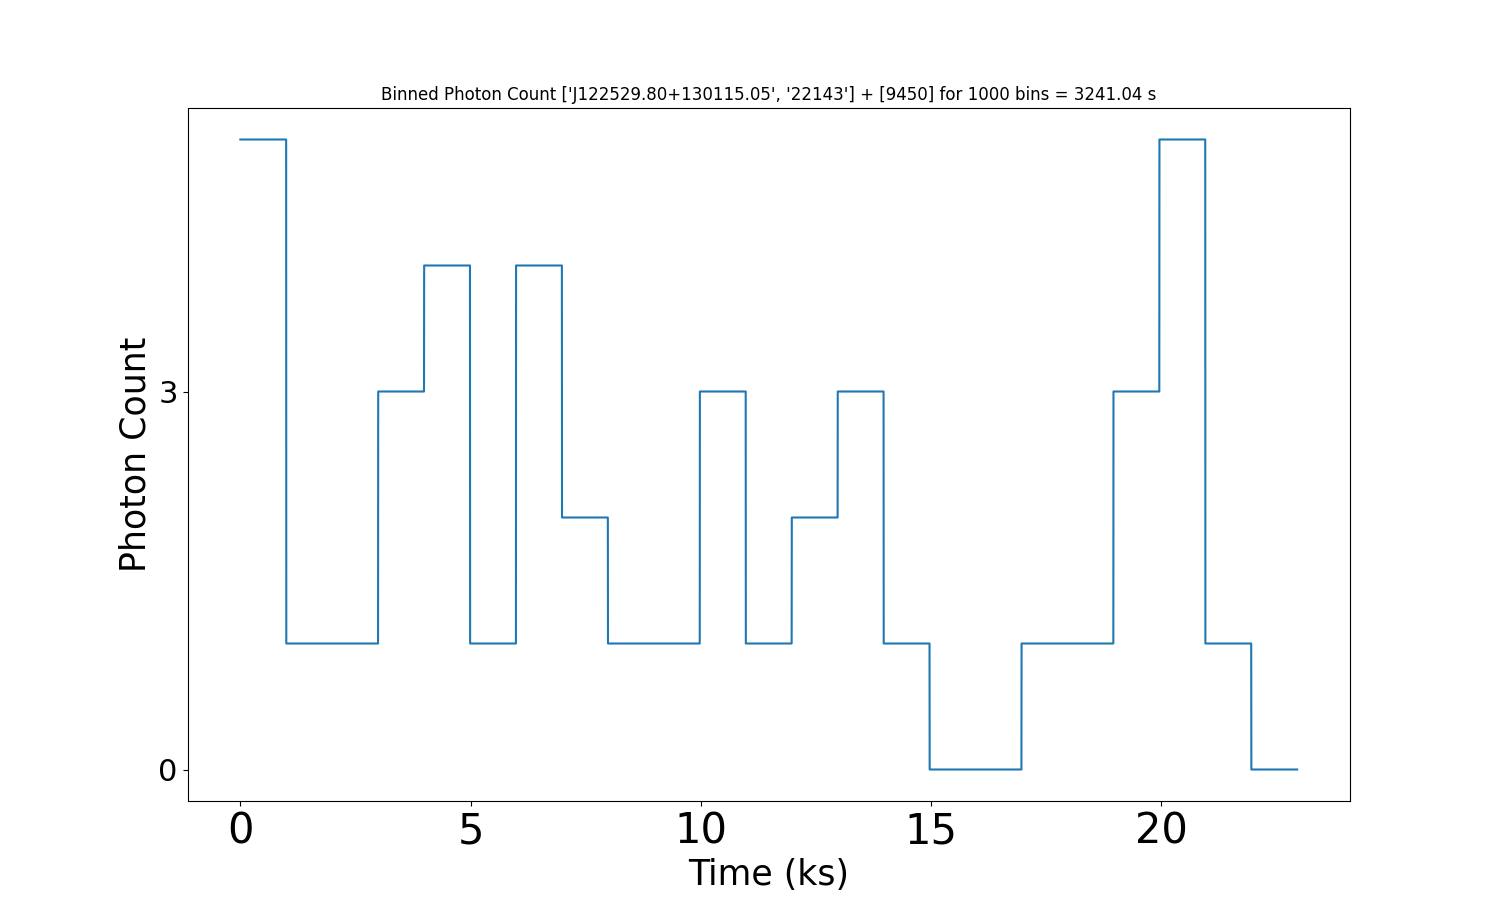 Binned Photon Count ['J122529.80+130115.05', '22143'] + [9450] for 1000 bins = 3241.04 s
Photon Count
3
0
0 5 10 15 20
Time (ks)